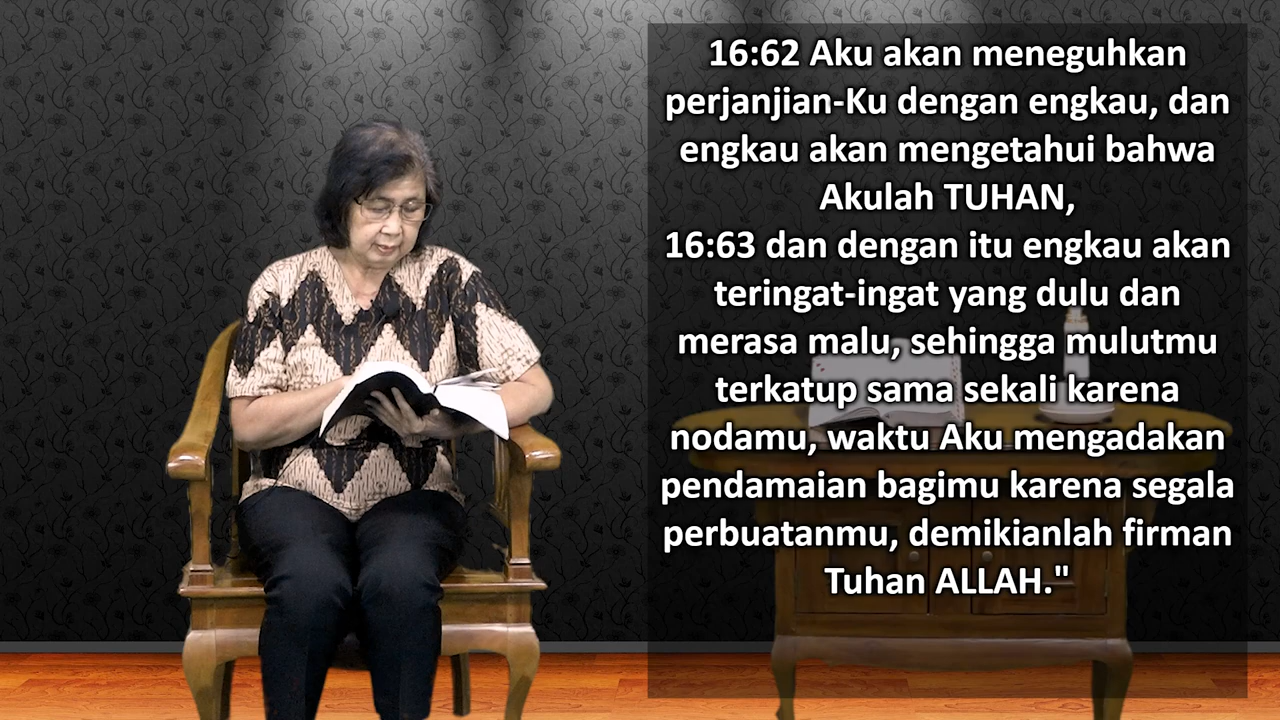 16:62 Aku akan meneguhkan
perjanjian-Ku dengan engkau, dan
engkau akan mengetahui bahwa
Akulah TUHAN,
16:63 dan dengan itu engkau akan
teringat-ingat yang dulu dan
merasa malu, sehingga mulutmu
terkatup sama sekali karena
nodamu, waktu Aku mengadakan
pendamaian bagimu karena segala
perbuatanmu, demikianlah firman
Tuhan ALLAH."